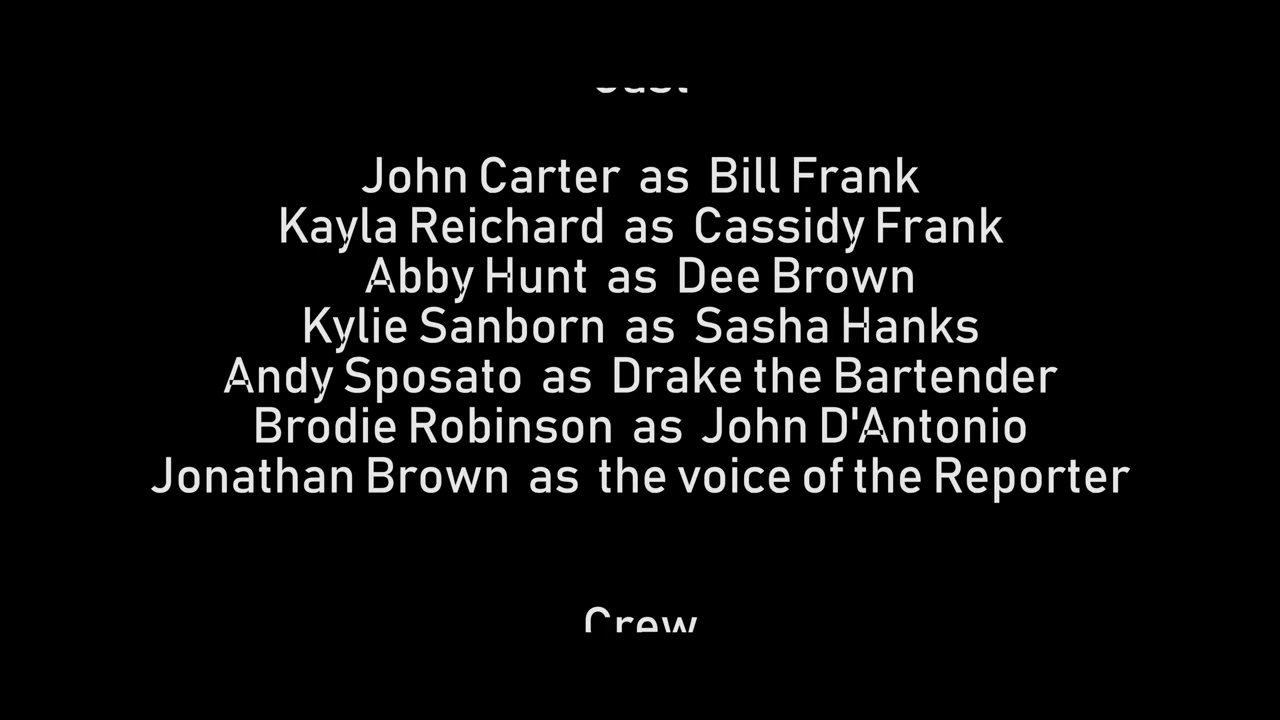 Cast
John Carter as Bill Frank
Kayla Reichard as Cassidy Frank
Abby Hunt as Dee Brown
Kylie Sanborn as Sasha Hanks
Andy Sposato as Drake the Bartender
Brodie Robinson as John D'Antonio
Jonathan Brown as the voice of the Reporter
Crew